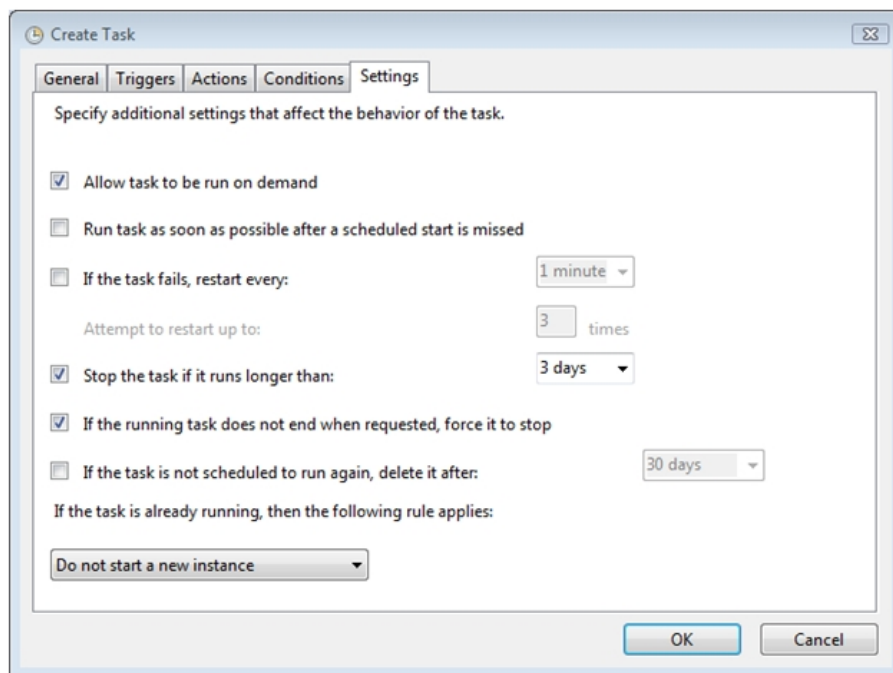 Create Task
General Triggers Actions Conditions Settings
Specify additional settings that affect the behavior of the task.
Allow task to be run on demand
Run task as soon as possible after a scheduled start is missed
If the task fails, restart every: 1 minute
Attempt to restart up to: 3 times
Stop the task if it runs longer than: 3 days
If the running task does not end when requested, force it to stop
If the task is not scheduled to run again, delete it after: 30 days
If the task is already running, then the following rule applies:
Do not start a new instance
OK Cancel